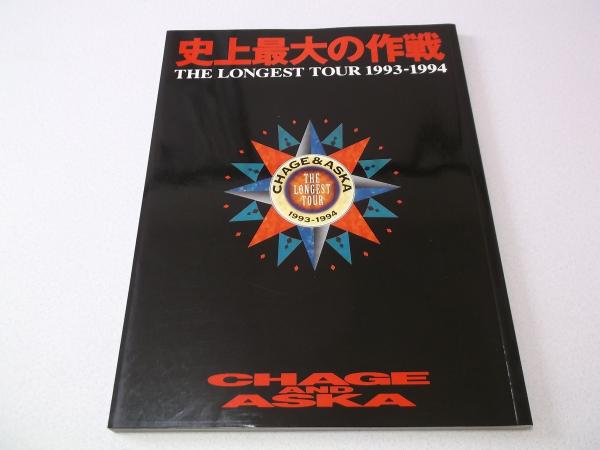 史上最大の作戦
THE LONGEST TOUR 1993-1994
CHAGE&ASKA
THE
LONGEST
TOUR
1993-1994
CHAGE
AND
ASKA